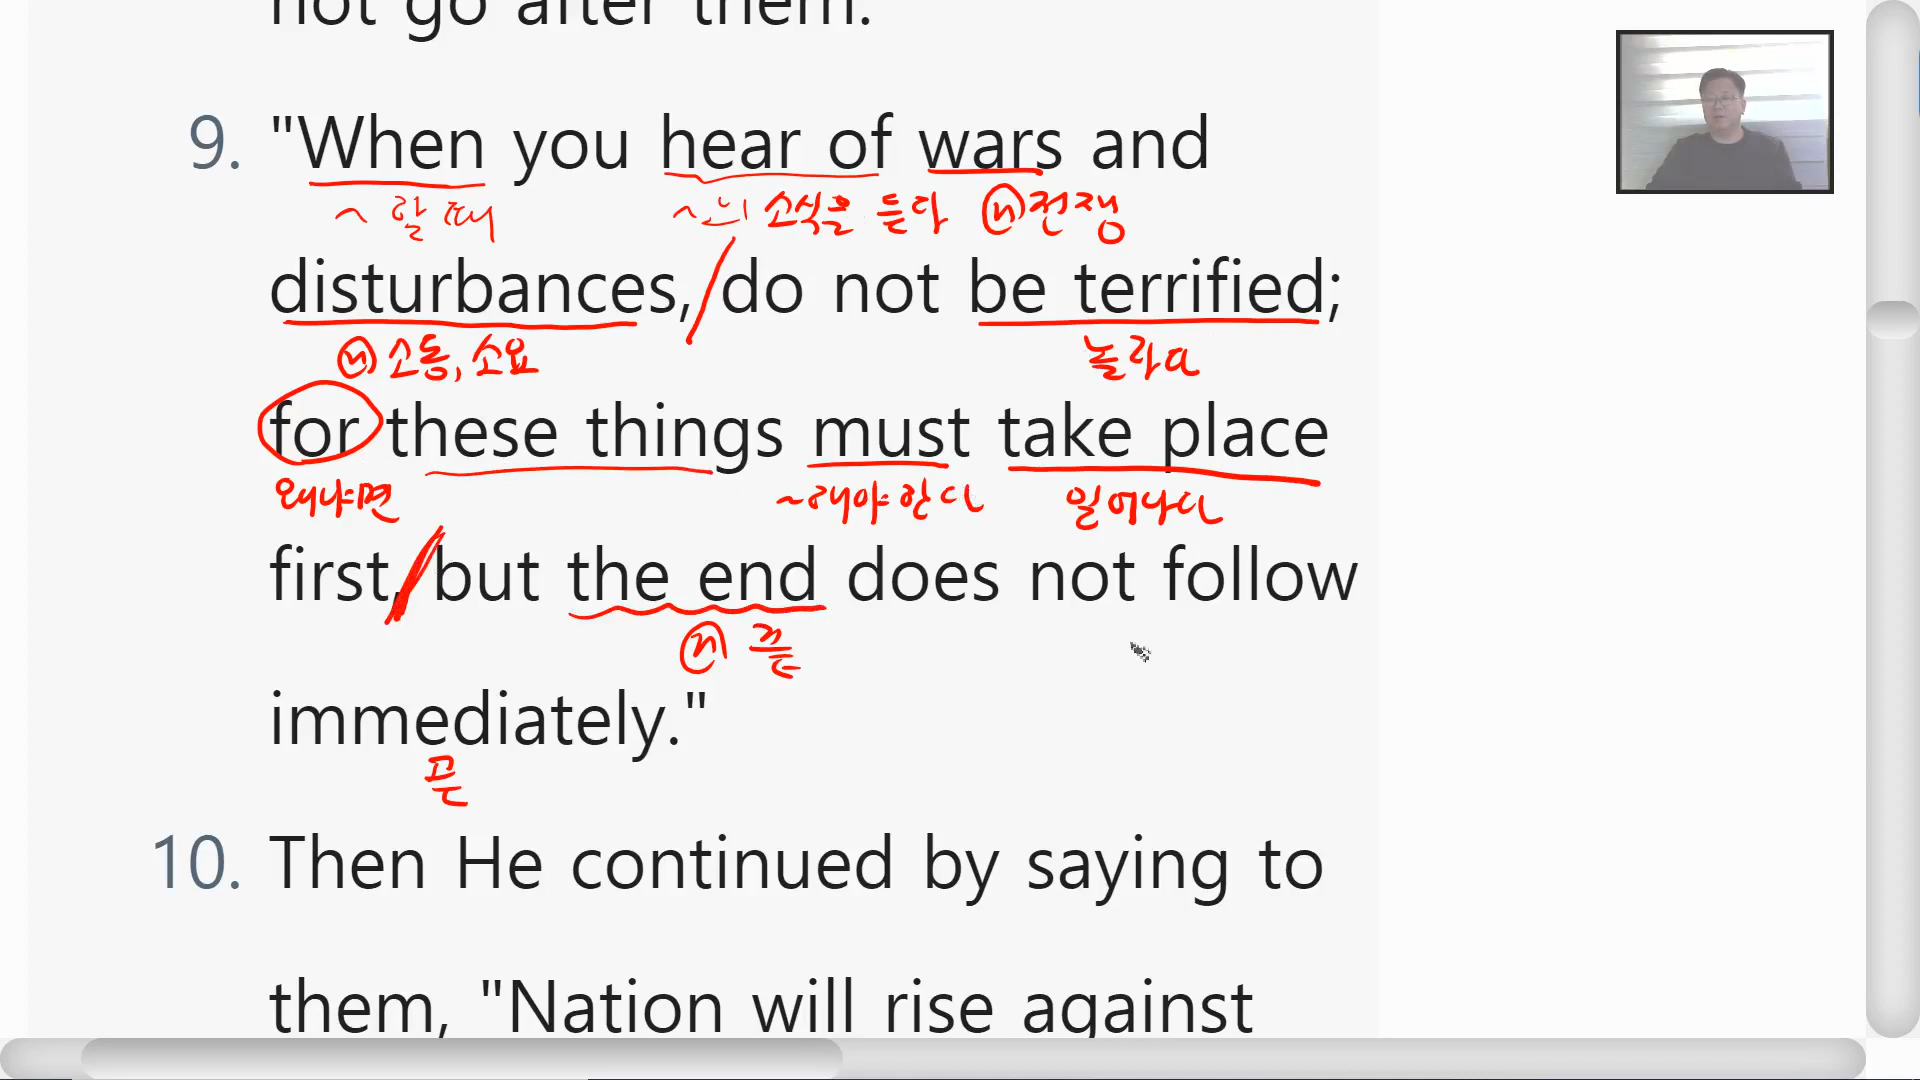 not go after them.
9. "When you hear of wars and
~ 할 때 ~의 소식을 듣다 ⓝ전쟁
disturbances, do not be terrified;
ⓝ 소동, 소요 놀라다
for these things must take place
왜냐면 ~해야 한다 일어나다
first, but the end does not follow
ⓝ 끝
immediately."
곧
10. Then He continued by saying to
them, "Nation will rise against